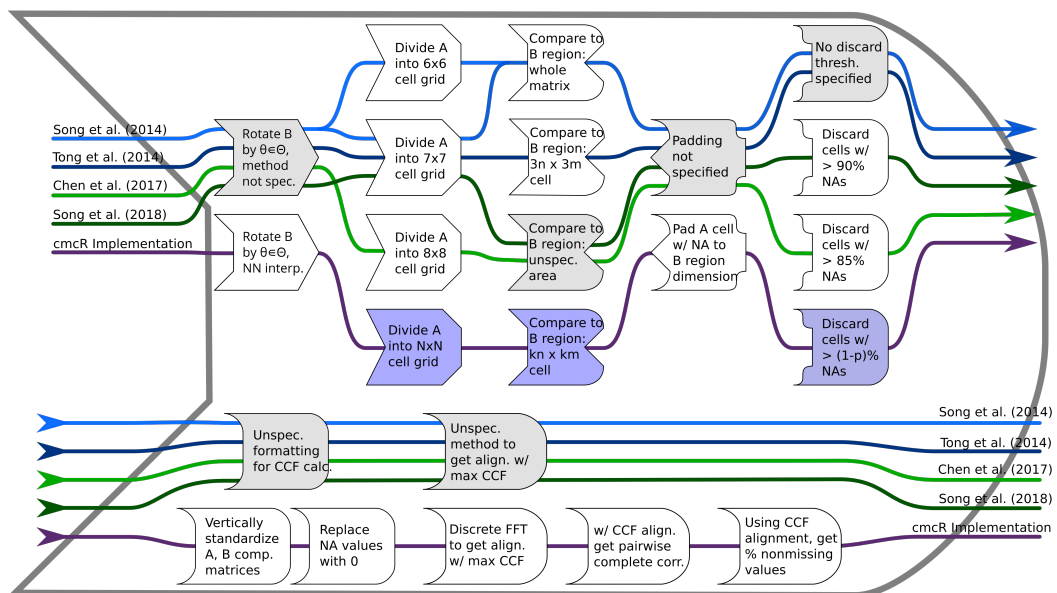 Song et al. (2014)
Tong et al. (2014)
Chen et al. (2017)
Song et al. (2018)
cmcR Implementation
Rotate B
by θ∈Θ,
method
not spec.
Rotate B
by θ∈Θ,
NN interp.
Divide A
into 6x6
cell grid
Divide A
into 7x7
cell grid
Divide A
into 8x8
cell grid
Divide A
into NxN
cell grid
Compare to
B region:
whole
matrix
Compare to
B region:
3n x 3m
cell
Compare to
B region:
unspec.
area
Compare to
B region:
kn x km
cell
Padding
not
specified
Pad A cell
w/ NA to
B region
dimension
No discard
thresh.
specified
Discard
cells w/
> 90%
NAs
Discard
cells w/
> 85%
NAs
Discard
cells w/
> (1-p)%
NAs
Unspec.
formatting
for CCF calc.
Unspec.
method to
get align. w/
max CCF
Song et al. (2014)
Tong et al. (2014)
Chen et al. (2017)
Song et al. (2018)
cmcR Implementation
Vertically
standardize
A, B comp.
matrices
Replace
NA values
with 0
Discrete FFT
to get align.
w/ max CCF
w/ CCF align.
get pairwise
complete corr.
Using CCF
alignment, get
% nonmissing
values